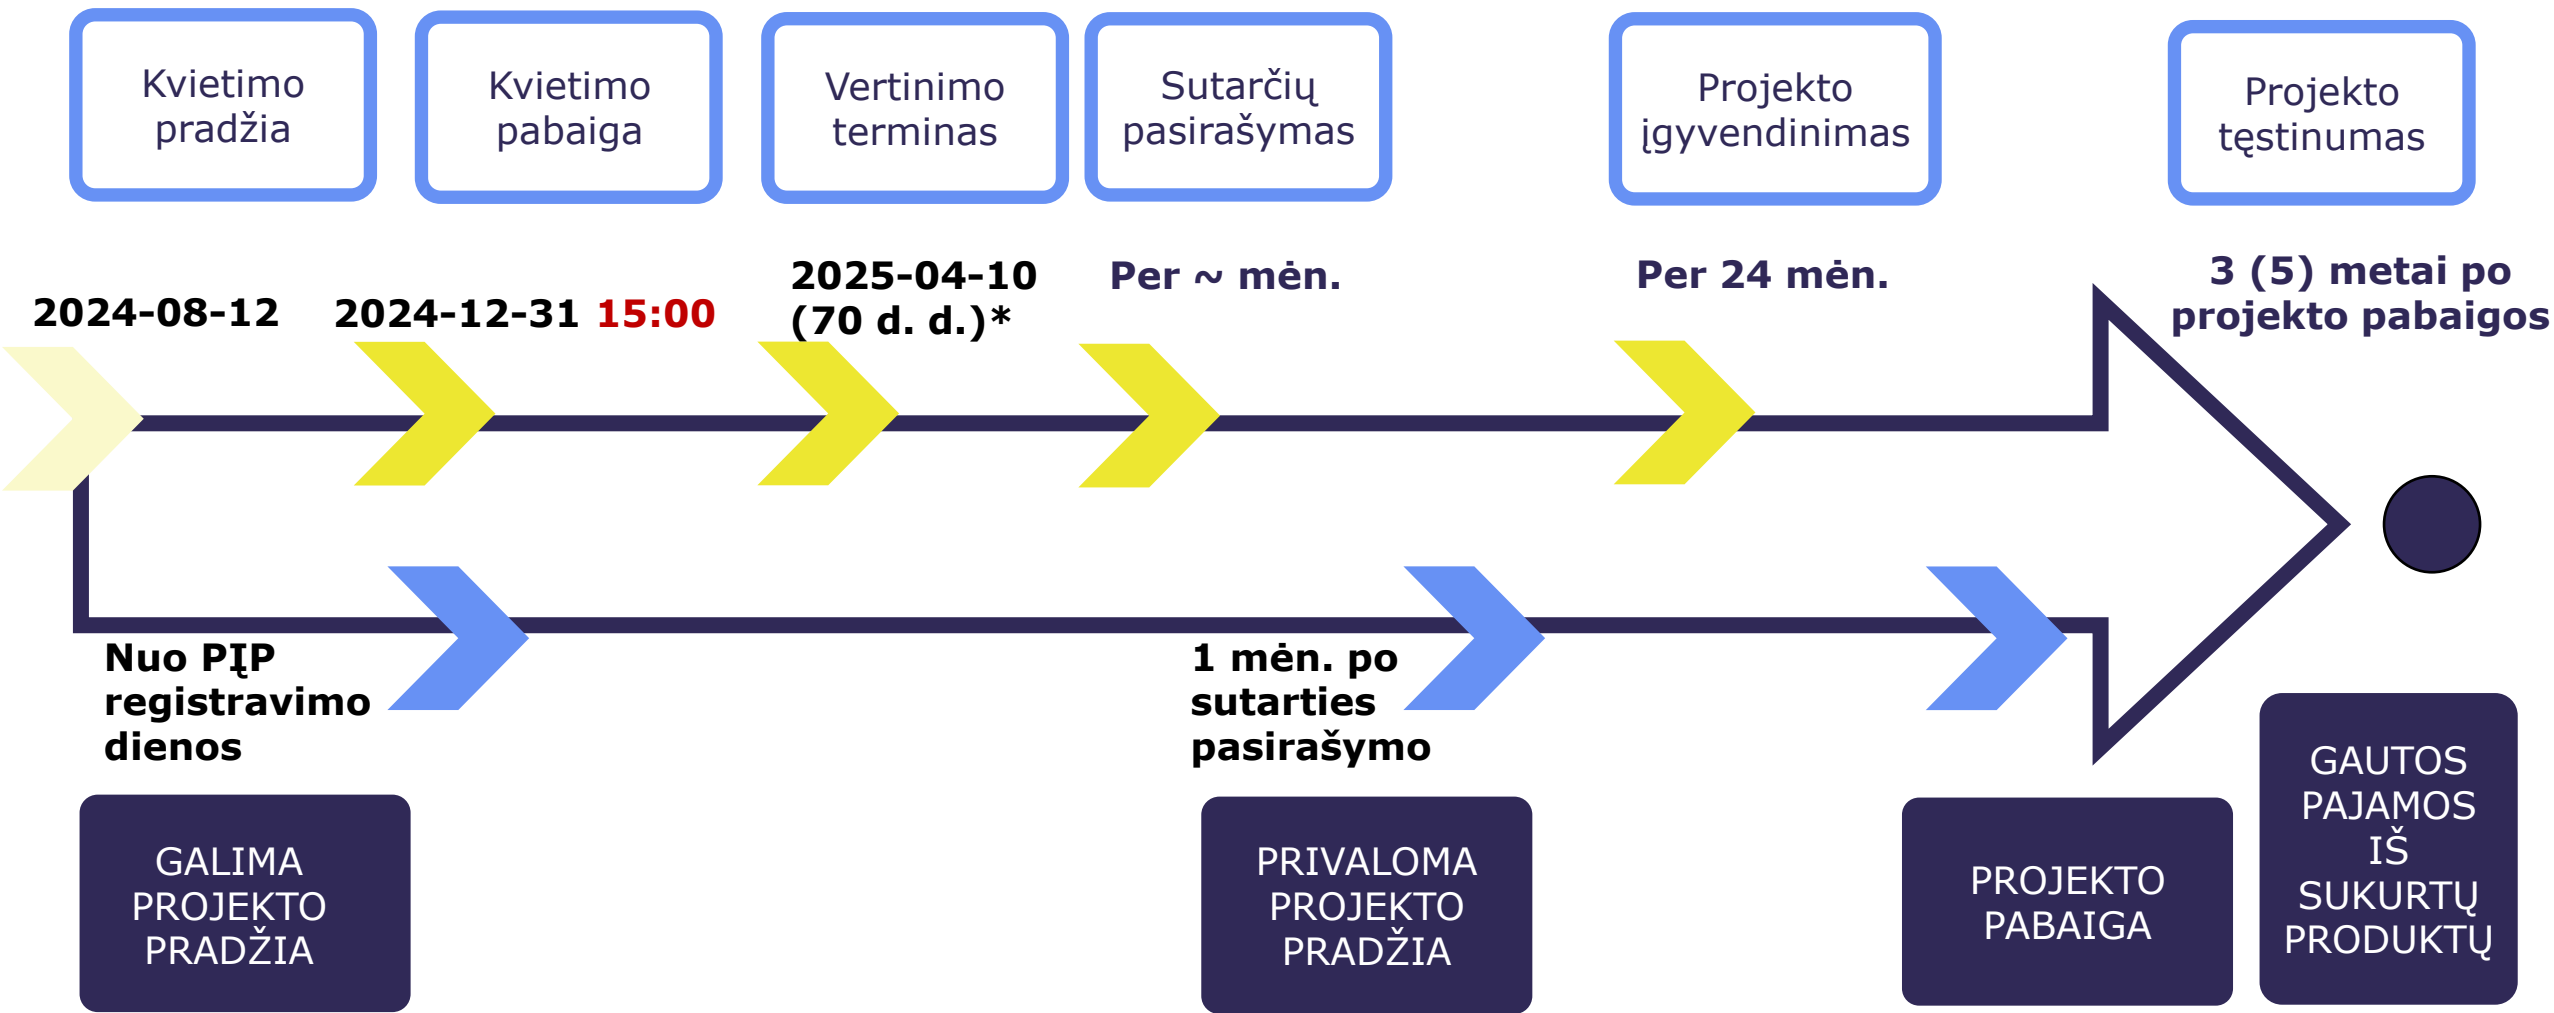 Kvietimo
pradžia
Kvietimo
pabaiga
Vertinimo
terminas
Sutarčių
pasirašymas
Projekto
įgyvendinimas
Projekto
tęstinumas
2024-08-12
2024-12-31 15:00
2025-04-10
(70 d. d.)*
Per ~ mėn.
Per 24 mėn.
3 (5) metai po
projekto pabaigos
Nuo PĮP
registravimo
dienos
1 mėn. po
sutarties
pasirašymo
GALIMA
PROJEKTO
PRADŽIA
PRIVALOMA
PROJEKTO
PRADŽIA
PROJEKTO
PABAIGA
GAUTOS
PAJAMOS
IŠ
SUKURTŲ
PRODUKTŲ